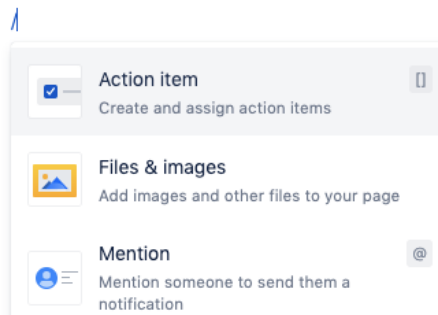 /
Action item
[]
Create and assign action items
Files & images
Add images and other files to your page
Mention
@
Mention someone to send them a
notification